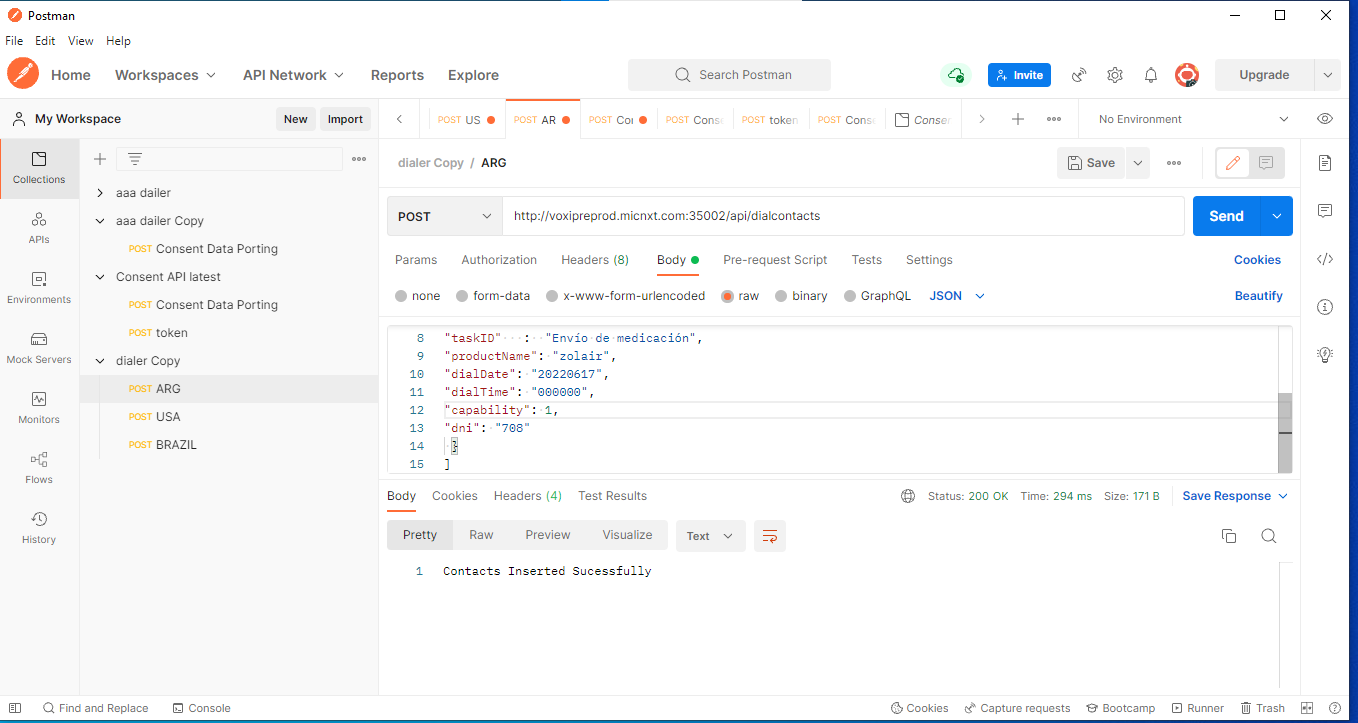 Postman
File Edit View Help
Home Workspaces API Network Reports Explore Search Postman Invite Upgrade
My Workspace New Import POST US POST AR POST Col POST Conse POST token POST Conse Conser No Environment
Collections
APIs
Environments
Mock Servers
Monitors
Flows
History
aaa dailer
aaa dailer Copy
POST Consent Data Porting
Consent API latest
POST Consent Data Porting
POST token
dialer Copy
POST ARG
POST USA
POST BRAZIL
dialer Copy / ARG Save
POST http://voxipreprod.micnxt.com:35002/api/dialcontacts Send
Params Authorization Headers (8) Body Pre-request Script Tests Settings Cookies
none form-data x-www-form-urlencoded raw binary GraphQL JSON Beautify
8 "taskID" : "Envío de medicación",
9 "productName": "zolair",
10 "dialDate": "20220617",
11 "dialTime": "000000",
12 "capability": 1,
13 "dni": "708"
14 }
15 ]
Body Cookies Headers (4) Test Results Status: 200 OK Time: 294 ms Size: 171 B Save Response
Pretty Raw Preview Visualize Text
1 Contacts Inserted Sucessfully
Find and Replace Console Cookies Capture requests Bootcamp Runner Trash